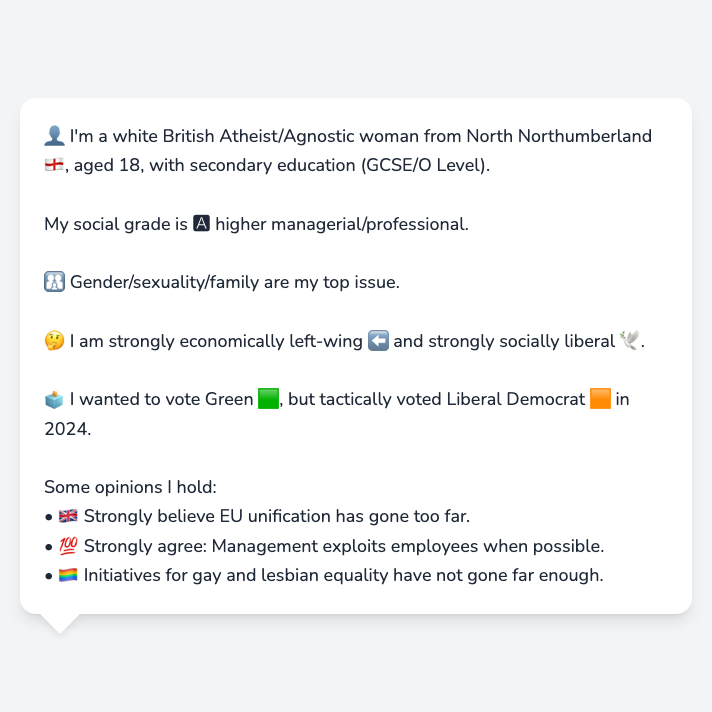 👤 I'm a white British Atheist/Agnostic woman from North Northumberland
🏴󠁧󠁢󠁥󠁮󠁧󠁿, aged 18, with secondary education (GCSE/O Level).
My social grade is 🅰 higher managerial/professional.
🚻 Gender/sexuality/family are my top issue.
🤔 I am strongly economically left-wing ⬅️ and strongly socially liberal 🕊️.
🗳️ I wanted to vote Green 🟩, but tactically voted Liberal Democrat 🟧 in
2024.
Some opinions I hold:
• 🇬🇧 Strongly believe EU unification has gone too far.
• 💯 Strongly agree: Management exploits employees when possible.
• 🏳️‍🌈 Initiatives for gay and lesbian equality have not gone far enough.